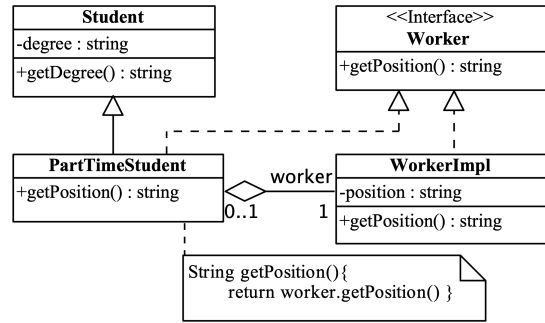 Student
-degree : string
+getDegree() : string
<<Interface>>
Worker
+getPosition() : string
PartTimeStudent
+getPosition() : string
worker
0..1
1
WorkerImpl
-position : string
+getPosition() : string
String getPosition(){
return worker.getPosition() }